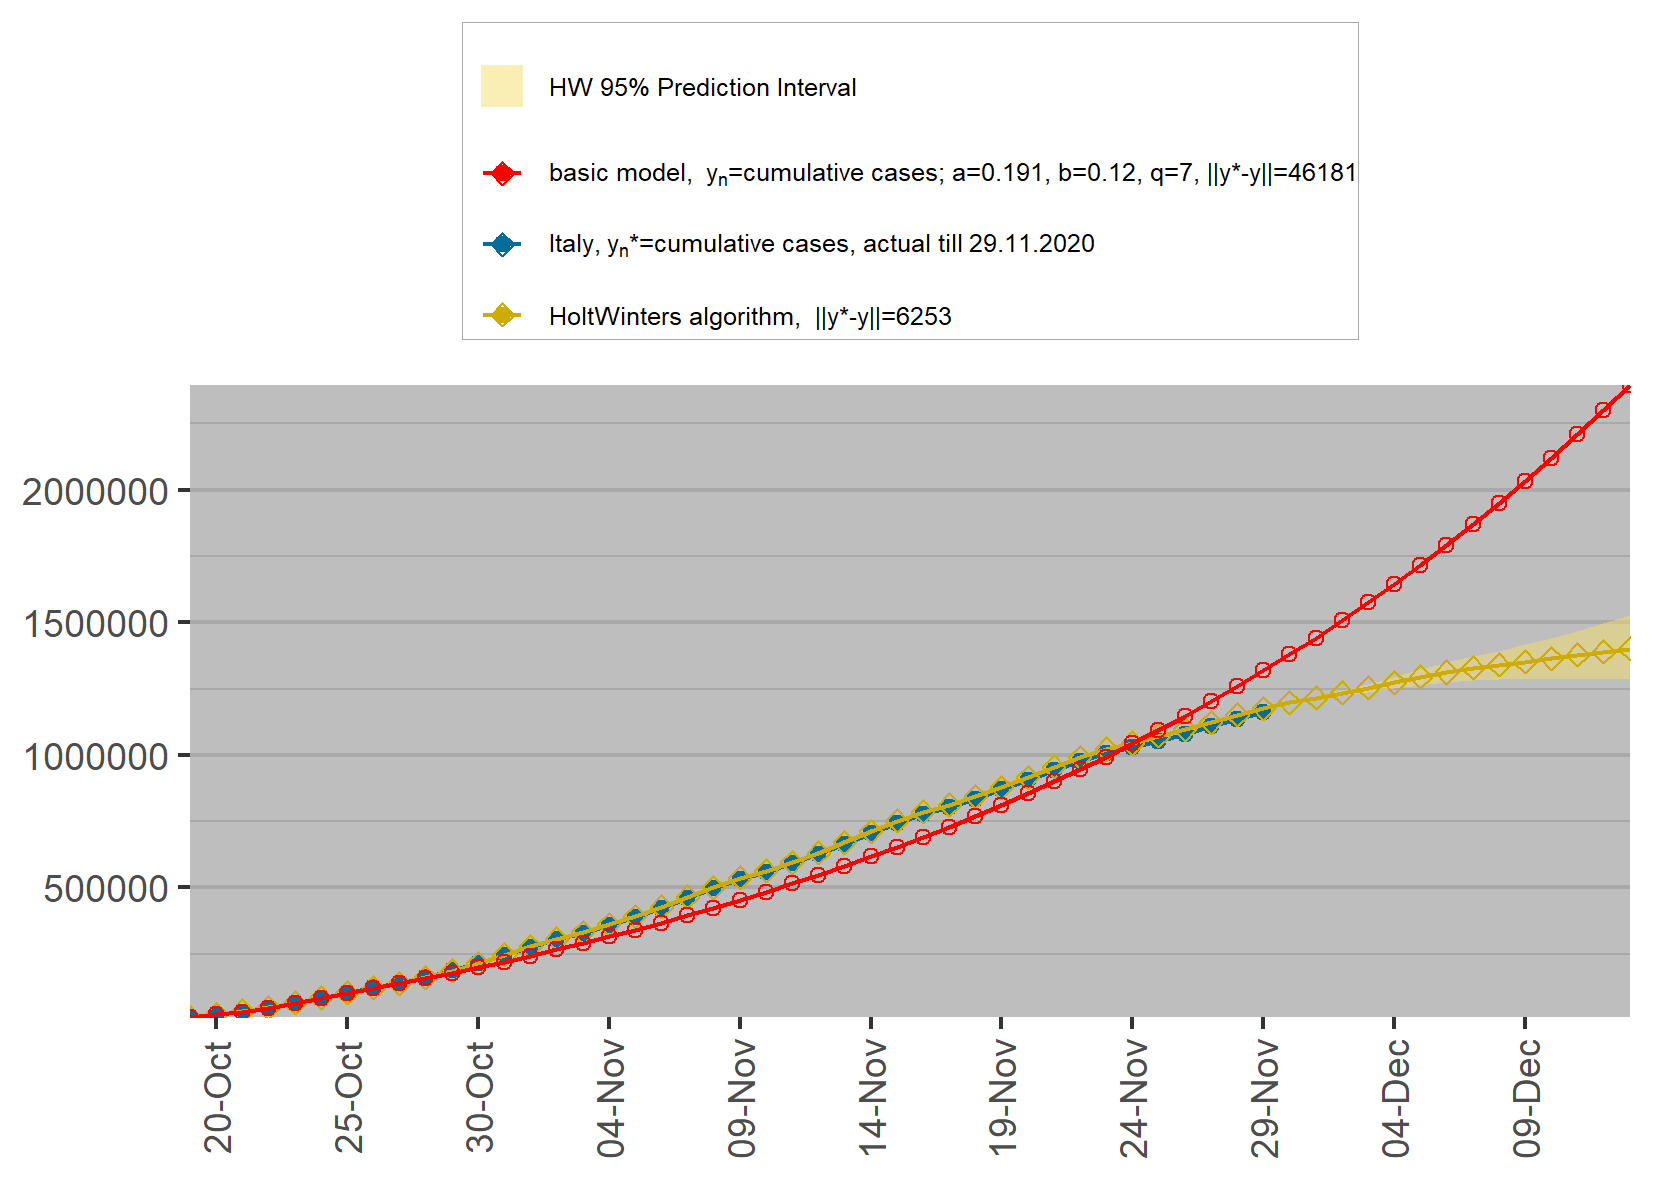 HW 95% Prediction Interval
basic model, yₙ=cumulative cases; a=0.191, b=0.12, q=7, ||y*-y||=46181
Italy, yₙ*=cumulative cases, actual till 29.11.2020
HoltWinters algorithm, ||y*-y||=6253
2000000
1500000
1000000
500000
20-Oct
25-Oct
30-Oct
04-Nov
09-Nov
14-Nov
19-Nov
24-Nov
29-Nov
04-Dec
09-Dec